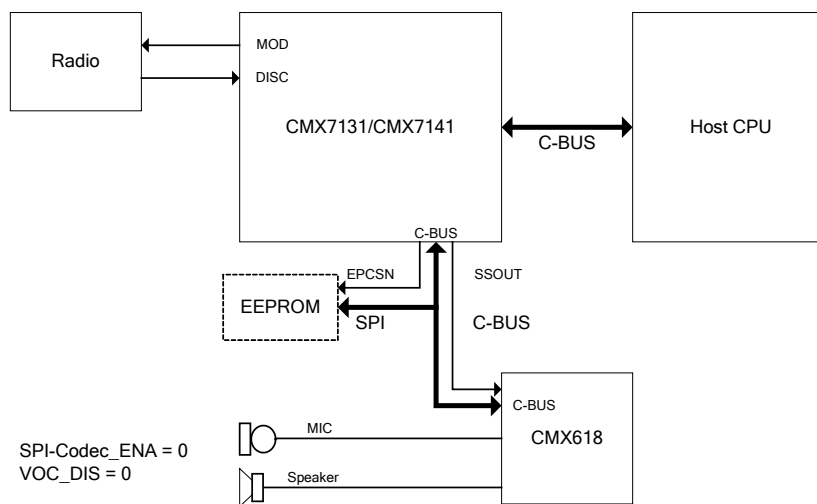 Radio
MOD
DISC
CMX7131/CMX7141
C-BUS
Host CPU
C-BUS
EPCSN
SSOUT
EEPROM
SPI
C-BUS
C-BUS
CMX618
MIC
Speaker
SPI-Codec_ENA = 0
VOC_DIS = 0